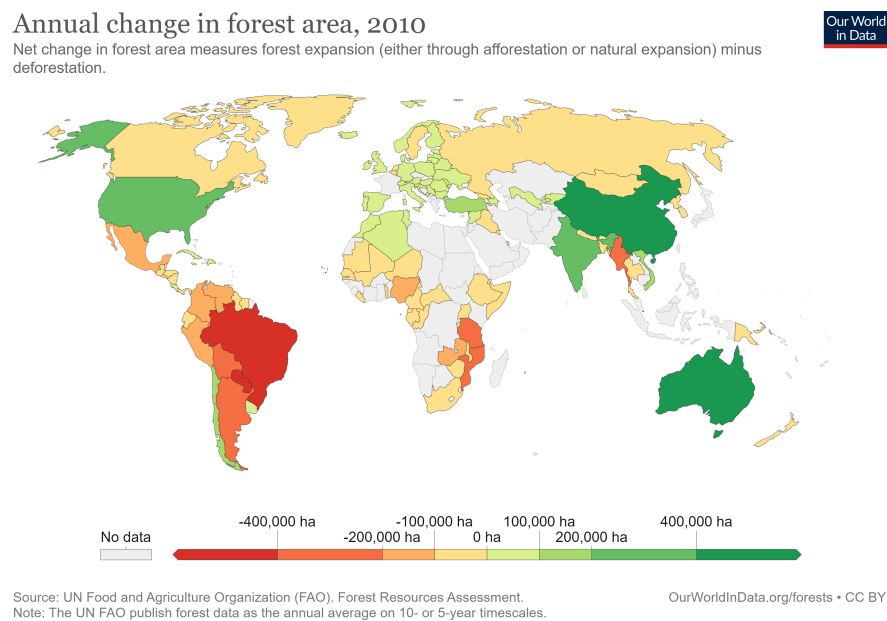 Annual change in forest area, 2010
Our World
in Data
Net change in forest area measures forest expansion (either through afforestation or natural expansion) minus
deforestation.
No data
-400,000 ha
-200,000 ha
-100,000 ha
0 ha
100,000 ha
200,000 ha
400,000 ha
Source: UN Food and Agriculture Organization (FAO). Forest Resources Assessment.
OurWorldInData.org/forests • CC BY
Note: The UN FAO publish forest data as the annual average on 10- or 5-year timescales.